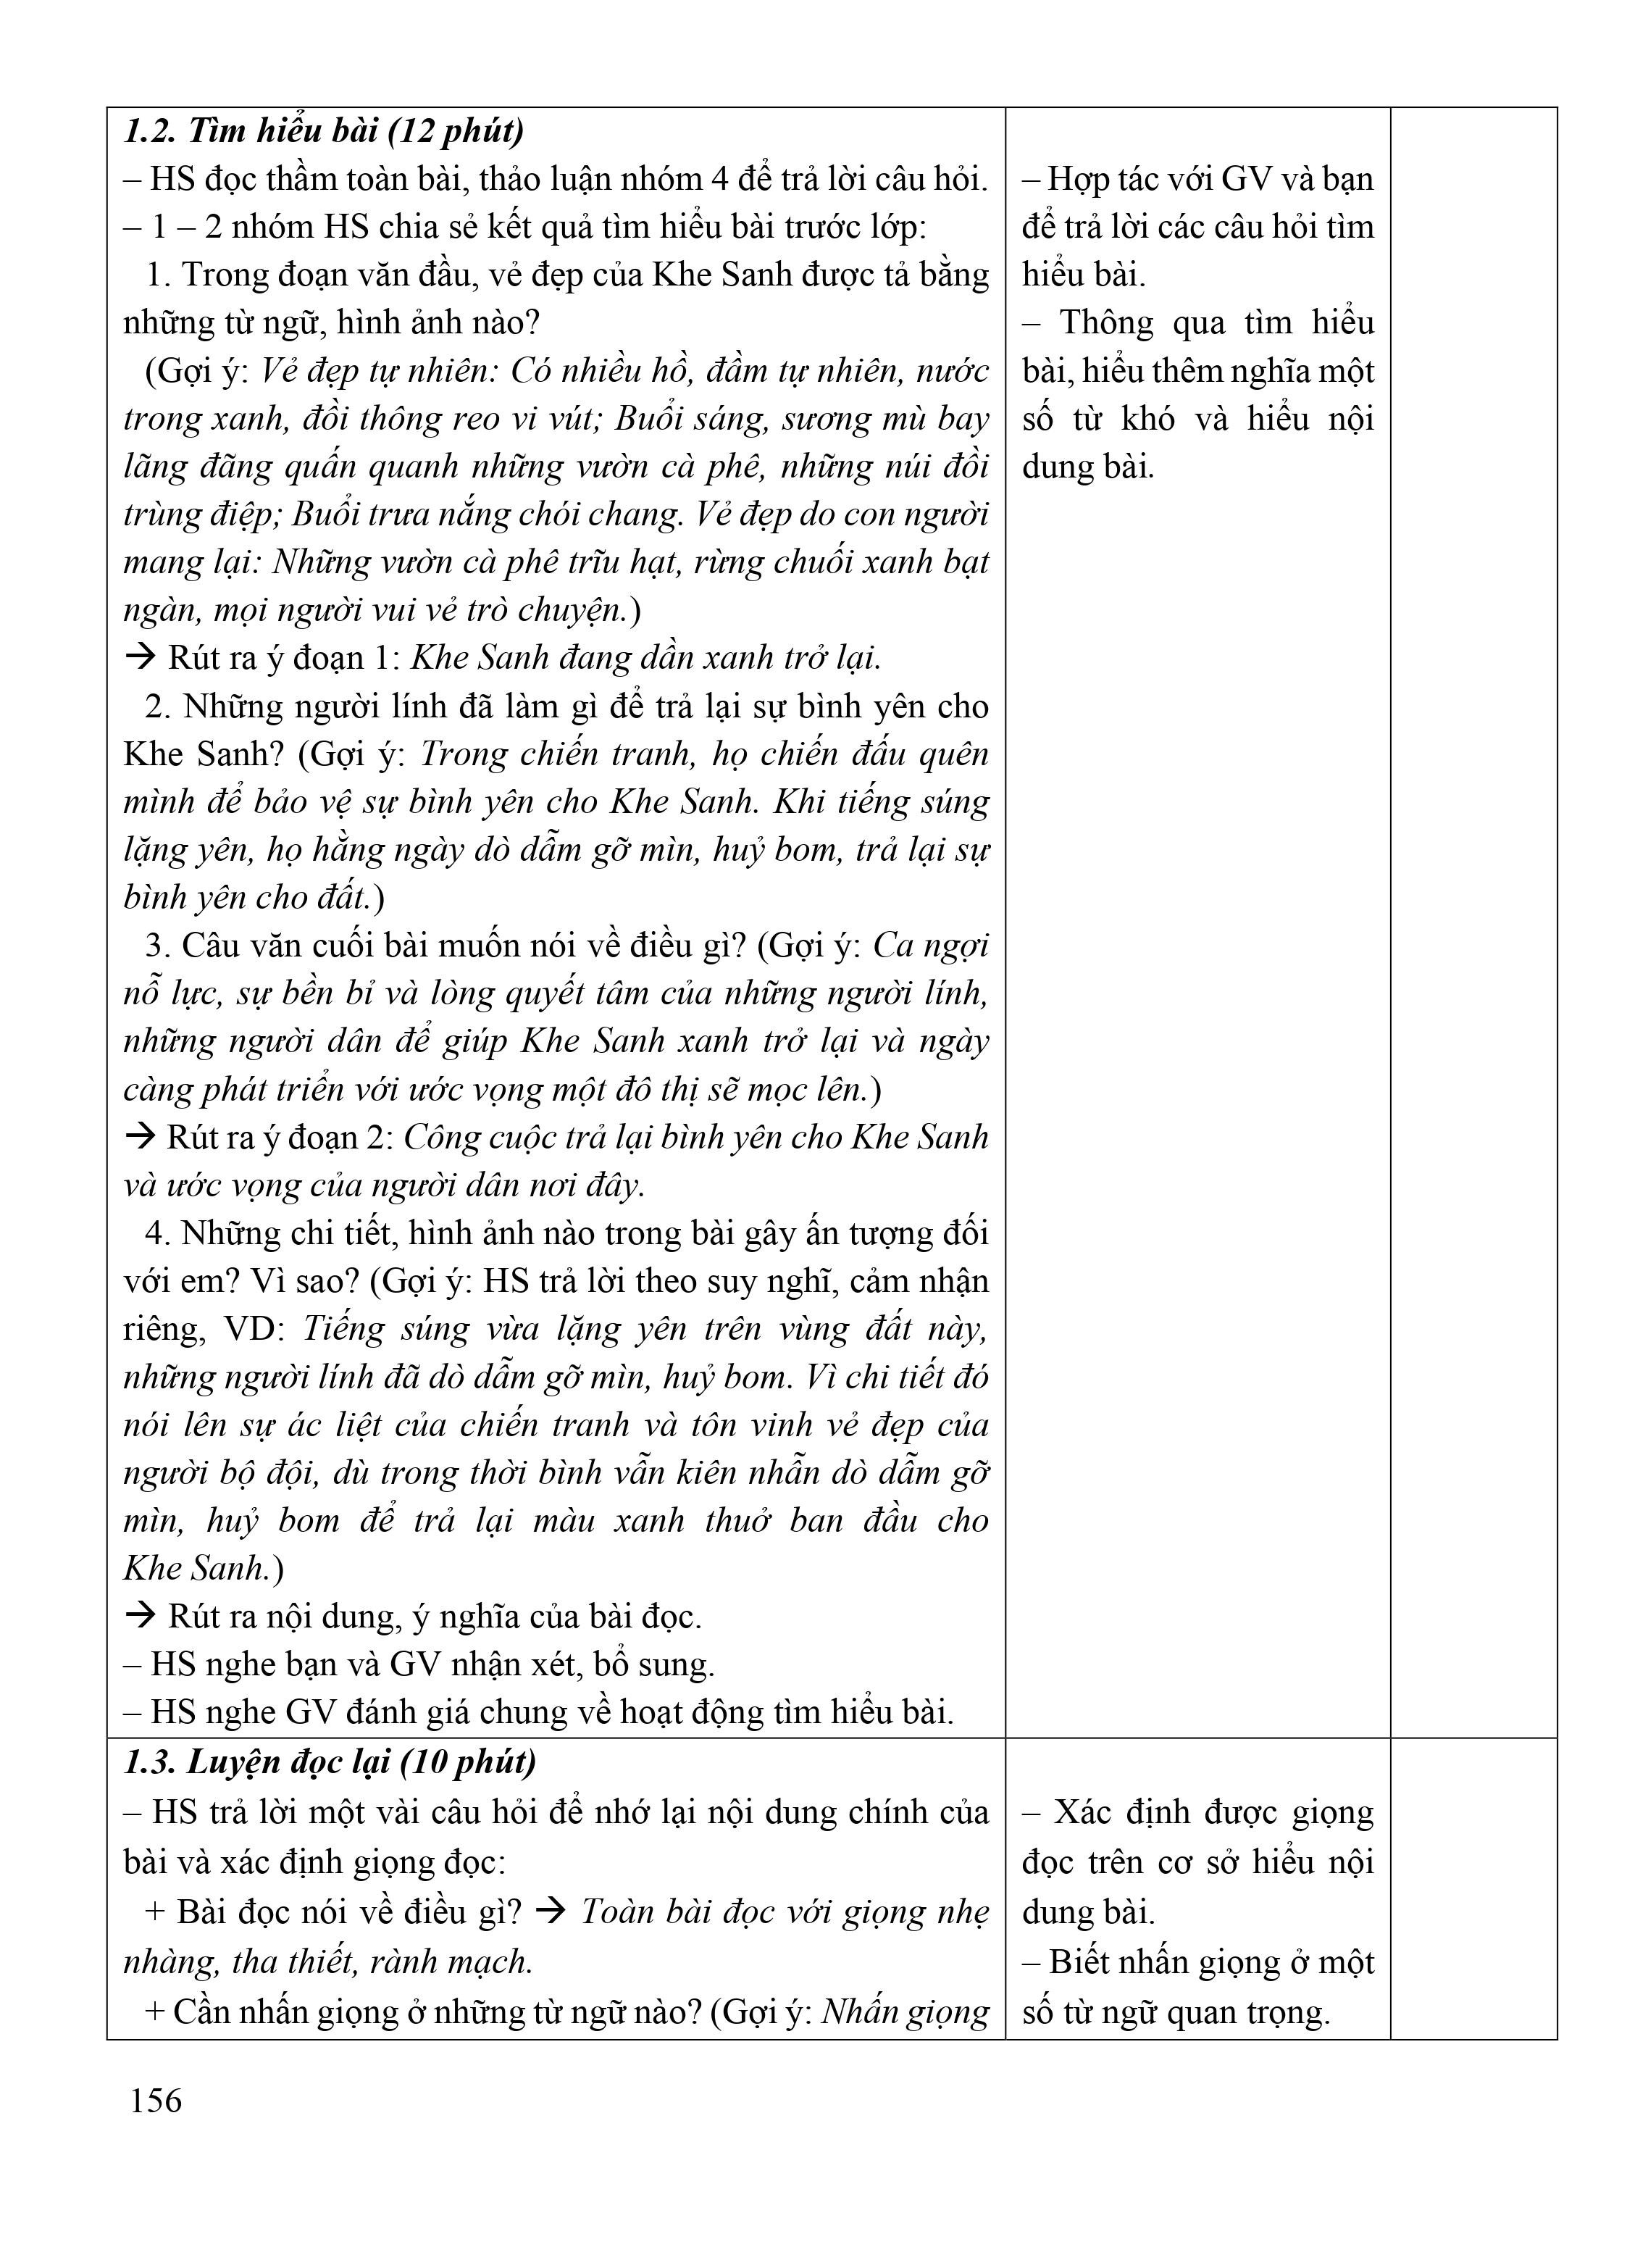 1.2. Tìm hiểu bài (12 phút)
– HS đọc thầm toàn bài, thảo luận nhóm 4 để trả lời câu hỏi.
– 1 – 2 nhóm HS chia sẻ kết quả tìm hiểu bài trước lớp:
1. Trong đoạn văn đầu, vẻ đẹp của Khe Sanh được tả bằng
những từ ngữ, hình ảnh nào?
(Gợi ý: Vẻ đẹp tự nhiên: Có nhiều hồ, đầm tự nhiên, nước
trong xanh, đồi thông reo vi vút; Buổi sáng, sương mù bay
lãng đãng quấn quanh những vườn cà phê, những núi đồi
trùng điệp; Buổi trưa nắng chói chang. Vẻ đẹp do con người
mang lại: Những vườn cà phê trĩu hạt, rừng chuối xanh bạt
ngàn, mọi người vui vẻ trò chuyện.)
→ Rút ra ý đoạn 1: Khe Sanh đang dần xanh trở lại.
2. Những người lính đã làm gì để trả lại sự bình yên cho
Khe Sanh? (Gợi ý: Trong chiến tranh, họ chiến đấu quên
mình để bảo vệ sự bình yên cho Khe Sanh. Khi tiếng súng
lặng yên, họ hằng ngày dò dẫm gỡ mìn, huỷ bom, trả lại sự
bình yên cho đất.)
3. Câu văn cuối bài muốn nói về điều gì? (Gợi ý: Ca ngợi
nỗ lực, sự bền bỉ và lòng quyết tâm của những người lính,
những người dân để giúp Khe Sanh xanh trở lại và ngày
càng phát triển với ước vọng một đô thị sẽ mọc lên.)
→ Rút ra ý đoạn 2: Công cuộc trả lại bình yên cho Khe Sanh
và ước vọng của người dân nơi đây.
4. Những chi tiết, hình ảnh nào trong bài gây ấn tượng đối
với em? Vì sao? (Gợi ý: HS trả lời theo suy nghĩ, cảm nhận
riêng, VD: Tiếng súng vừa lặng yên trên vùng đất này,
những người lính đã dò dẫm gỡ mìn, huỷ bom. Vì chi tiết đó
nói lên sự ác liệt của chiến tranh và tôn vinh vẻ đẹp của
người bộ đội, dù trong thời bình vẫn kiên nhẫn dò dẫm gỡ
mìn, huỷ bom để trả lại màu xanh thuở ban đầu cho
Khe Sanh.)
→ Rút ra nội dung, ý nghĩa của bài đọc.
– HS nghe bạn và GV nhận xét, bổ sung.
– HS nghe GV đánh giá chung về hoạt động tìm hiểu bài.
– Hợp tác với GV và bạn
để trả lời các câu hỏi tìm
hiểu bài.
– Thông qua tìm hiểu
bài, hiểu thêm nghĩa một
số từ khó và hiểu nội
dung bài.
1.3. Luyện đọc lại (10 phút)
– HS trả lời một vài câu hỏi để nhớ lại nội dung chính của
bài và xác định giọng đọc:
+ Bài đọc nói về điều gì? → Toàn bài đọc với giọng nhẹ
nhàng, tha thiết, rành mạch.
+ Cần nhấn giọng ở những từ ngữ nào? (Gợi ý: Nhấn giọng
– Xác định được giọng
đọc trên cơ sở hiểu nội
dung bài.
– Biết nhấn giọng ở một
số từ ngữ quan trọng.
156